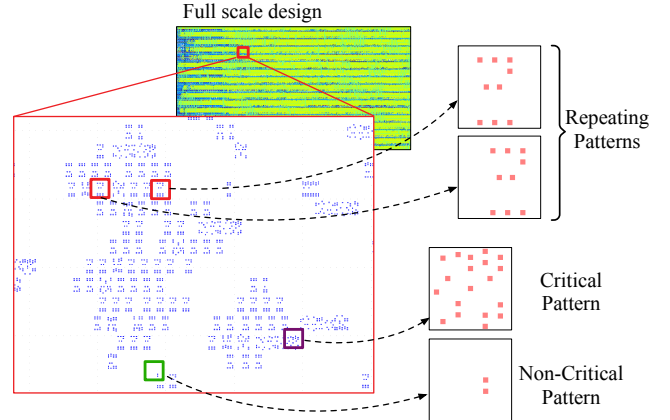 Full scale design
Repeating
Patterns
Critical
Pattern
Non-Critical
Pattern